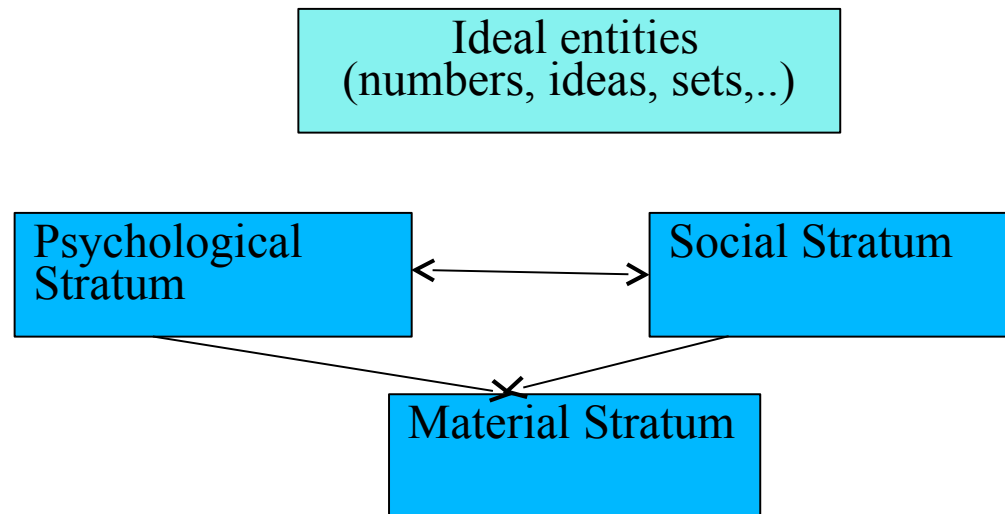 Ideal entities
(numbers, ideas, sets,..)
Psychological
Stratum
Social Stratum
Material Stratum